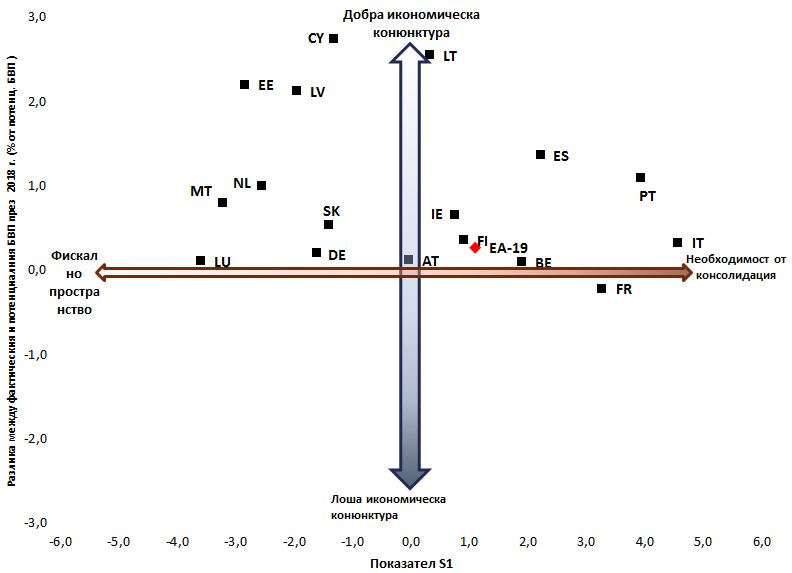 3,0
2,0
1,0
0,0
-1,0
-2,0
-3,0
Разлика между фактическия и потенциалния БВП през 2018 г. (% от потенц. БВП)
Добра икономическа
конюнктура
CY
LT
EE
LV
ES
MT
NL
PT
SK
IE
FI
EA-19
IT
DE
LU
AT
BE
FR
Фискал
но
простра
нство
Необходимост от
консолидация
Лоша икономическа
конюнктура
-6,0 -5,0 -4,0 -3,0 -2,0 -1,0 0,0 1,0 2,0 3,0 4,0 5,0 6,0
Показател S1